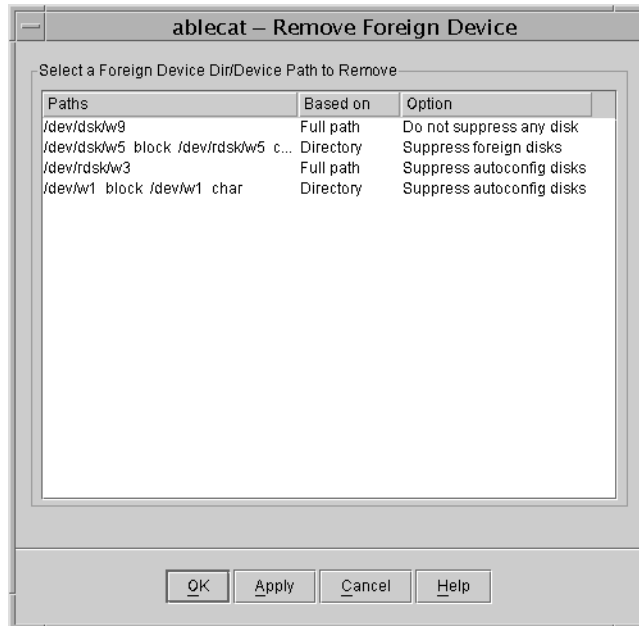 ablecat – Remove Foreign Device
Select a Foreign Device Dir/Device Path to Remove
Paths Based on Option
/dev/dsk/w9 Full path Do not suppress any disk
/dev/dsk/w5 block /dev/rdsk/w5 c... Directory Suppress foreign disks
/dev/rdsk/w3 Full path Suppress autoconfig disks
/dev/w1 block /dev/w1 char Directory Suppress autoconfig disks
OK Apply Cancel Help